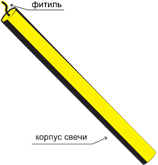 фитиль
корпус свечи